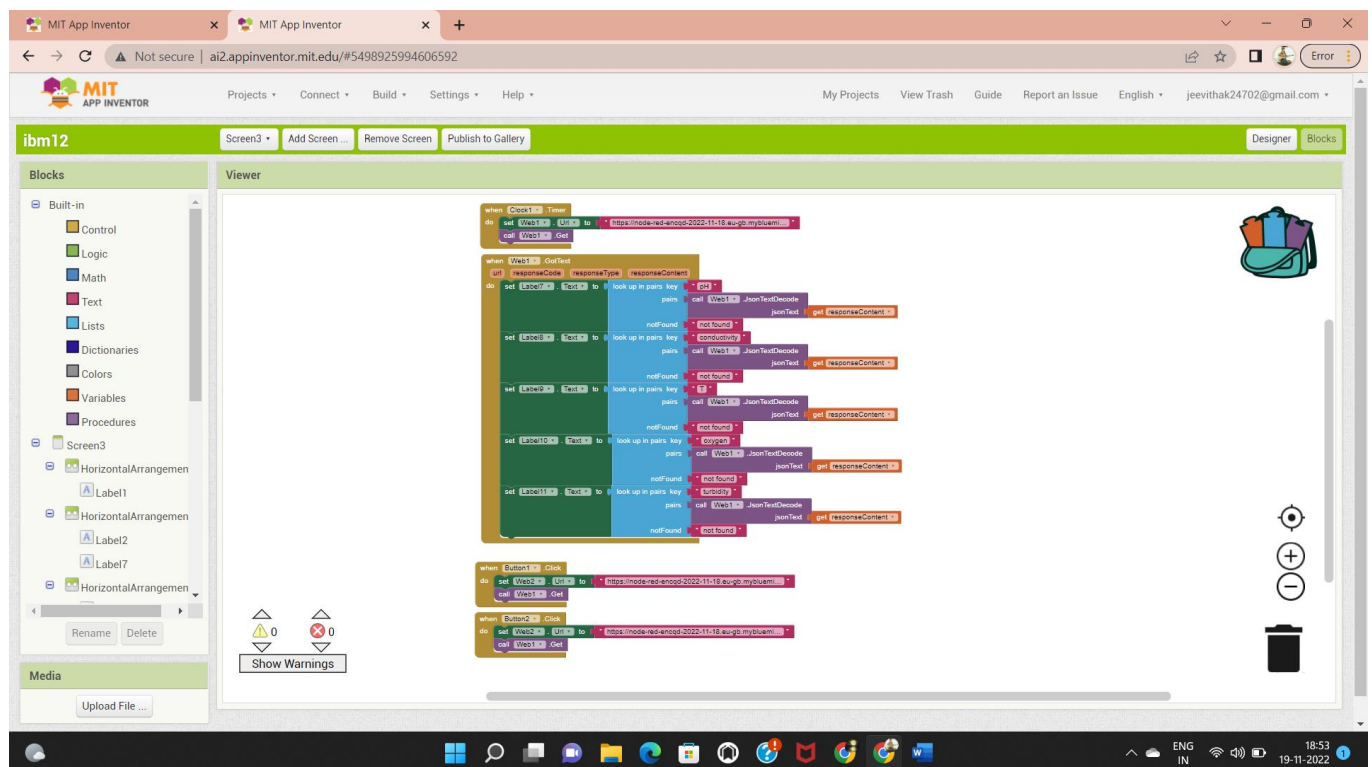 MIT App Inventor
MIT App Inventor
Not secure | ai2.appinventor.mit.edu/#5498925994606592
Error
MIT
APP INVENTOR
Projects Connect Build Settings Help My Projects View Trash Guide Report an Issue English jeevithak24702@gmail.com
ibm12 Screen3 Add Screen ... Remove Screen Publish to Gallery Designer Blocks
Blocks
Viewer
Built-in
Control
Logic
Math
Text
Lists
Dictionaries
Colors
Variables
Procedures
Screen3
HorizontalArrangemen
Label1
HorizontalArrangemen
Label2
Label7
HorizontalArrangemen
Rename Delete
Media
Upload File ...
when Clock1 .Timer
do set Web1 . Url to " https://node-red-encqd-2022-11-18.eu-gb.mybluemi... "
call Web1 .Get
when Web1 .GotText
url responseCode responseType responseContent
do set Label7 . Text to look up in pairs key " pH "
pairs call Web1 .JsonTextDecode
jsonText get responseContent
notFound " not found "
set Label8 . Text to look up in pairs key " conductivity "
pairs call Web1 .JsonTextDecode
jsonText get responseContent
notFound " not found "
set Label9 . Text to look up in pairs key " T "
pairs call Web1 .JsonTextDecode
jsonText get responseContent
notFound " not found "
set Label10 . Text to look up in pairs key " oxygen "
pairs call Web1 .JsonTextDecode
jsonText get responseContent
notFound " not found "
set Label11 . Text to look up in pairs key " turbidity "
pairs call Web1 .JsonTextDecode
jsonText get responseContent
notFound " not found "
when Button1 .Click
do set Web2 . Url to " https://node-red-encqd-2022-11-18.eu-gb.mybluemi... "
call Web1 .Get
when Button2 .Click
do set Web2 . Url to " https://node-red-encqd-2022-11-18.eu-gb.mybluemi... "
call Web1 .Get
0 0
Show Warnings
ENG
IN
18:53
19-11-2022
1